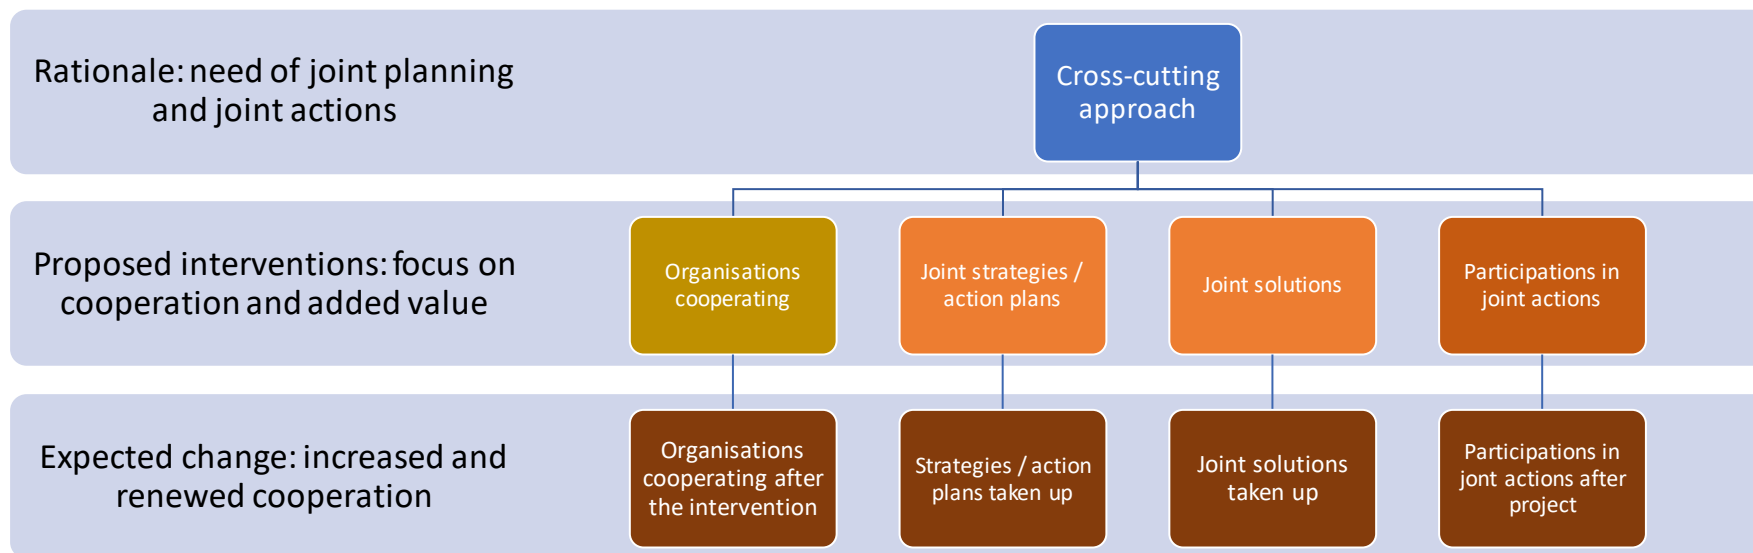 Rationale: need of joint planning
and joint actions
Cross-cutting
approach
Proposed interventions: focus on
cooperation and added value
Organisations
cooperating
Joint strategies /
action plans
Joint solutions
Participations in
joint actions
Expected change: increased and
renewed cooperation
Organisations
cooperating after
the intervention
Strategies / action
plans taken up
Joint solutions
taken up
Participations in
jont actions after
project